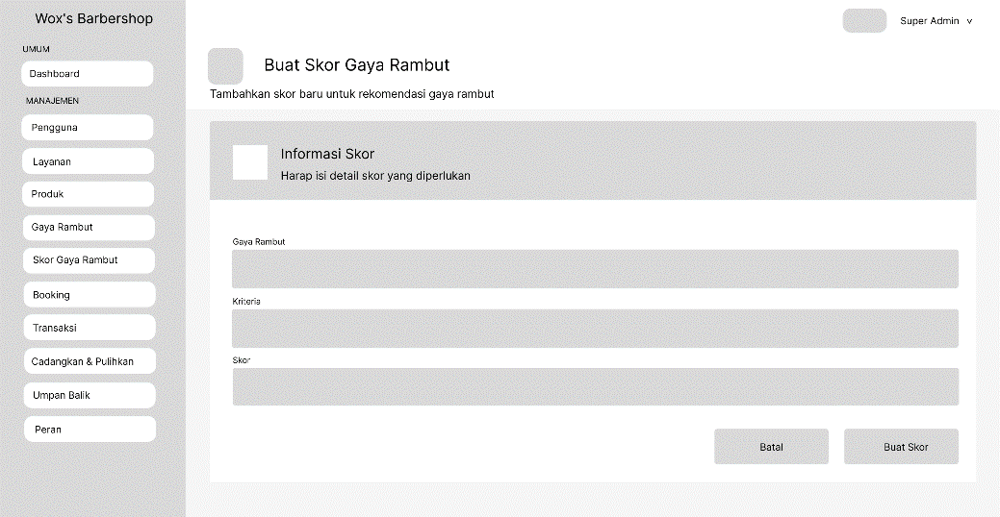 Wox's Barbershop
UMUM
Dashboard
MANAJEMEN
Pengguna
Layanan
Produk
Gaya Rambut
Skor Gaya Rambut
Booking
Transaksi
Cadangkan & Pulihkan
Umpan Balik
Peran
Super Admin v
Buat Skor Gaya Rambut
Tambahkan skor baru untuk rekomendasi gaya rambut
Informasi Skor
Harap isi detail skor yang diperlukan
Gaya Rambut
Kriteria
Skor
Batal
Buat Skor